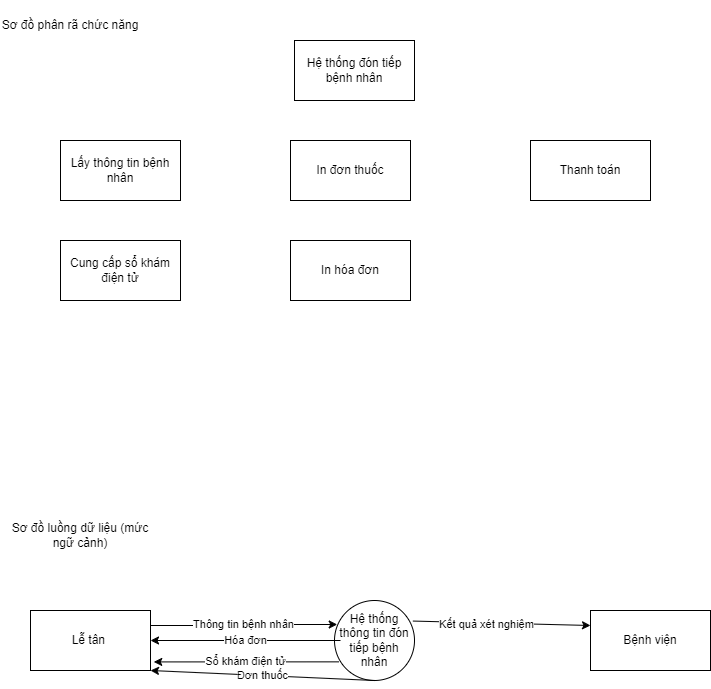 Sơ đồ phân rã chức năng
Hệ thống đón tiếp
bệnh nhân
Lấy thông tin bệnh
nhân
In đơn thuốc
Thanh toán
Cung cấp sổ khám
điện tử
In hóa đơn
Sơ đồ luồng dữ liệu (mức
ngữ cảnh)
Lễ tân
Thông tin bệnh nhân
Hóa đơn
Sổ khám điện tử
Đơn thuốc
Hệ thống
thông tin đón
tiếp bệnh
nhân
Kết quả xét nghiệm
Bệnh viện